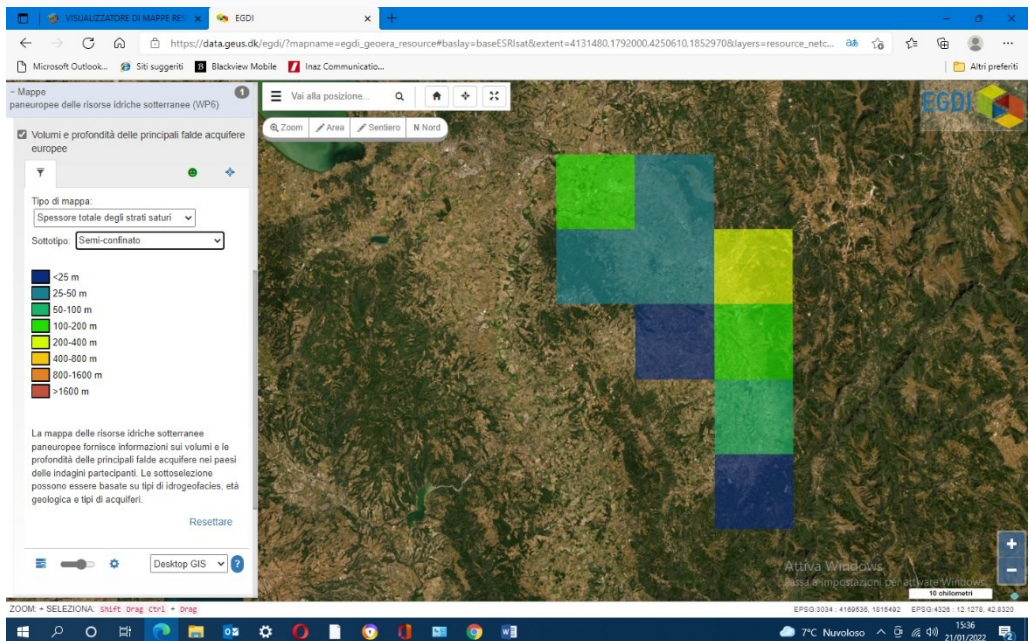 VISUALIZZATORE DI MAPPE RES
EGDI
https://data.geus.dk/egdi/?mapname=egdi_geoera_resource#baslay=baseESRIsat&extent=4131480,1792000,4250610,1852970&layers=resource_netc...
Microsoft Outlook... Siti suggeriti Blackview Mobile Inaz Communicatio... Altri preferiti
− Mappe
paneuropee delle risorse idriche sotterranee (WP6) 1
Vai alla posizione...
EGDI
Zoom Area Sentiero N Nord
Volumi e profondità delle principali falde acquifere
europee
Tipo di mappa:
Spessore totale degli strati saturi
Sottotipo: Semi-confinato
<25 m
25-50 m
50-100 m
100-200 m
200-400 m
400-800 m
800-1600 m
>1600 m
La mappa delle risorse idriche sotterranee
paneuropee fornisce informazioni sui volumi e le
profondità delle principali falde acquifere nei paesi
delle indagini partecipanti. Le sottoselezione
possono essere basate su tipi di idrogeofacies, età
geologica e tipi di acquiferi.
Resettare
Desktop GIS ?
Attiva Windows
Passa a Impostazioni per attivare Windows.
10 chilometri
ZOOM: + SELEZIONA: Shift Drag Ctrl + Drag
EPSG:3034 : 4169536, 1815492 EPSG:4326 : 12.1278, 42.8320
7°C Nuvoloso
15:36
21/01/2022